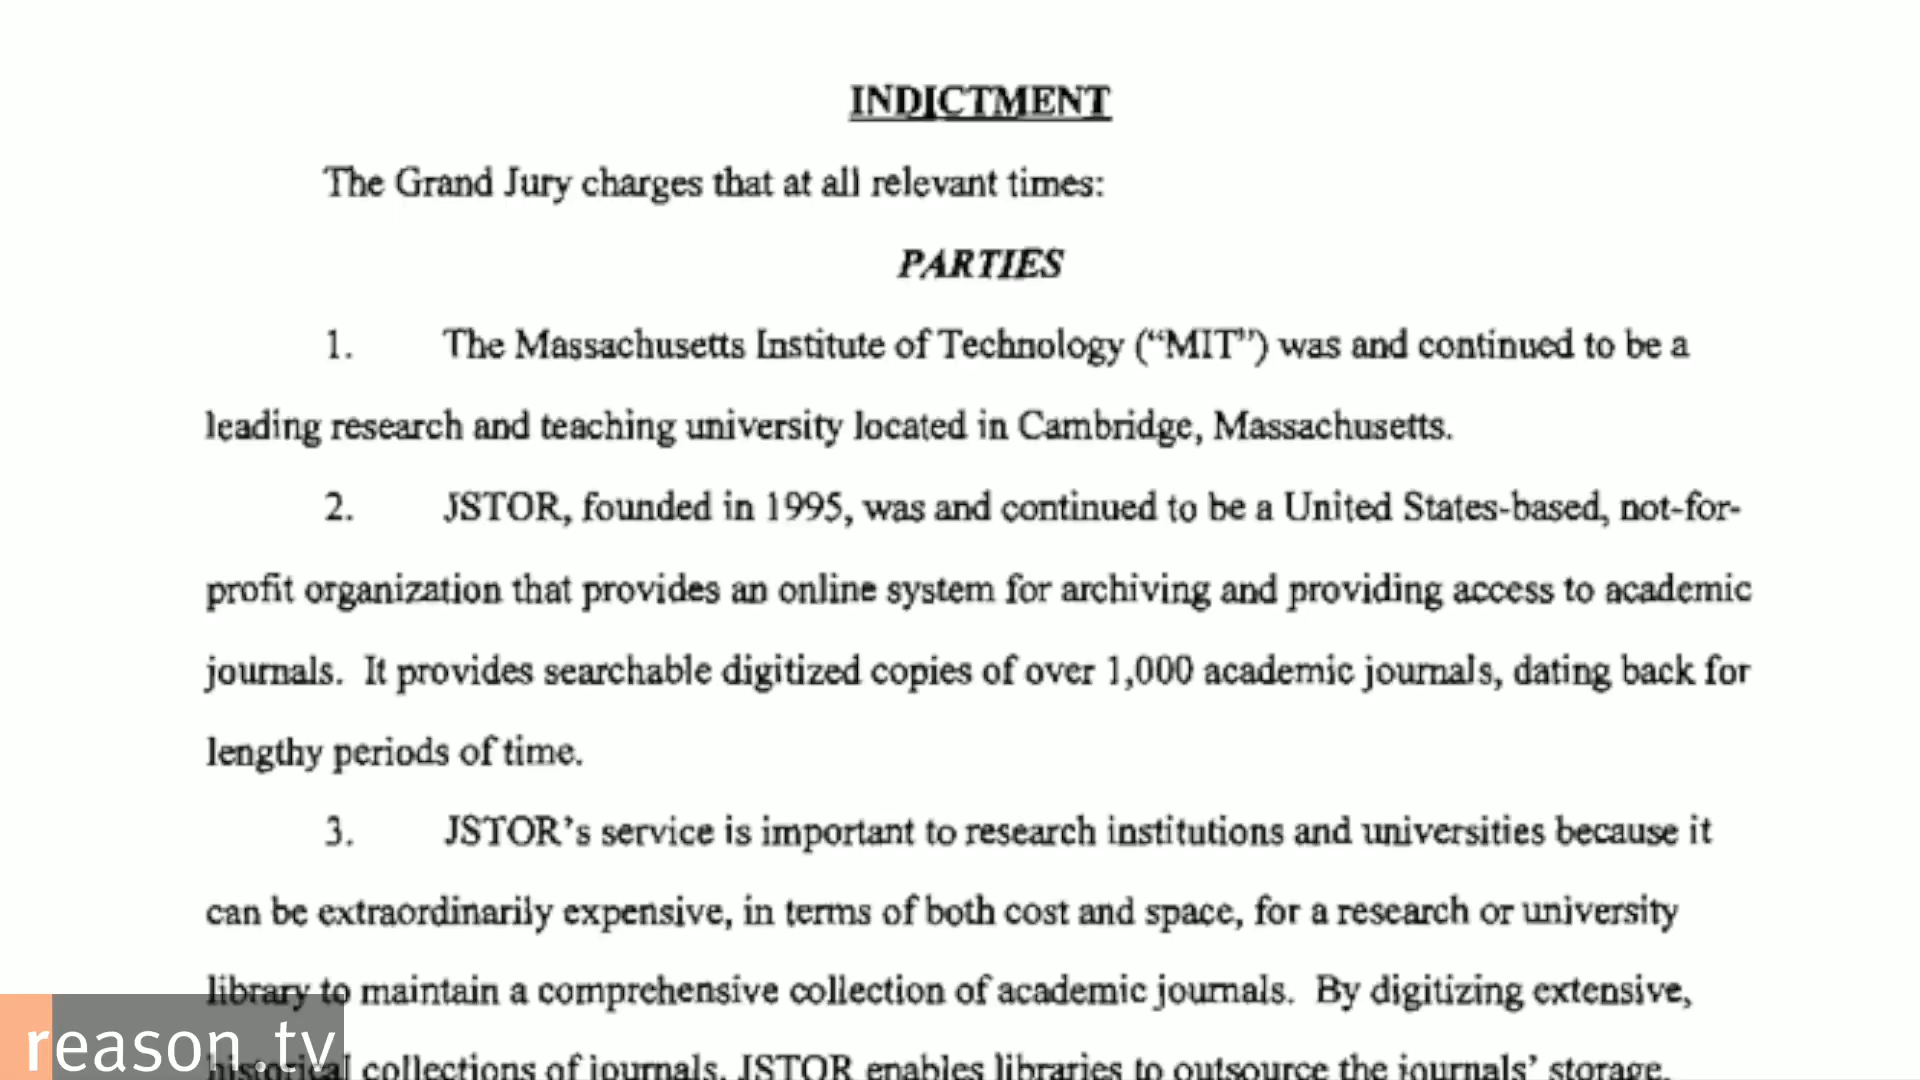 INDICTMENT
The Grand Jury charges that at all relevant times:
PARTIES
1. The Massachusetts Institute of Technology (“MIT”) was and continued to be a
leading research and teaching university located in Cambridge, Massachusetts.
2. JSTOR, founded in 1995, was and continued to be a United States-based, not-for-
profit organization that provides an online system for archiving and providing access to academic
journals. It provides searchable digitized copies of over 1,000 academic journals, dating back for
lengthy periods of time.
3. JSTOR’s service is important to research institutions and universities because it
can be extraordinarily expensive, in terms of both cost and space, for a research or university
library to maintain a comprehensive collection of academic journals. By digitizing extensive,
historical collections of journals, JSTOR enables libraries to outsource the journals’ storage,
reason.tv